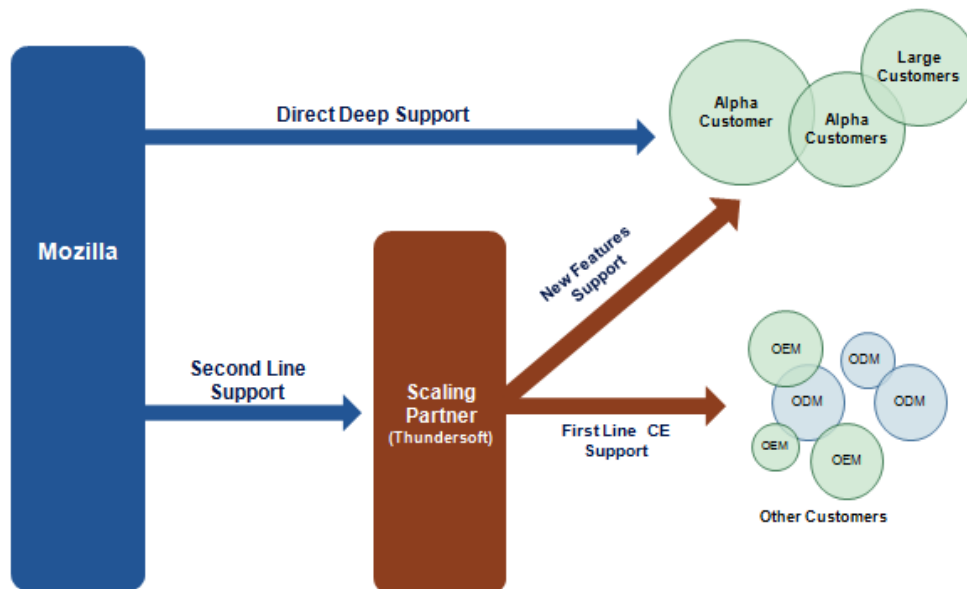 Large
Customers
Alpha
Customer
Alpha
Customers
Direct Deep Support
Mozilla
New Features
Support
Second Line
Support
Scaling
Partner
(Thundersoft)
First Line CE
Support
OEM
ODM
ODM
ODM
OEM
OEM
Other Customers